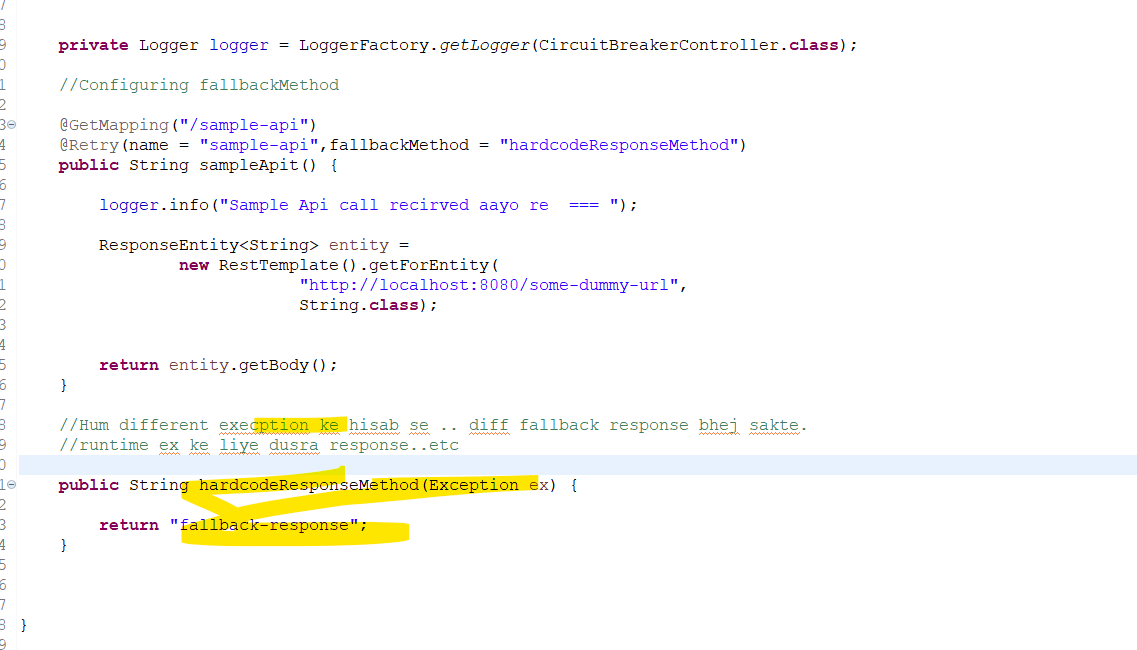 7
8
9 private Logger logger = LoggerFactory.getLogger(CircuitBreakerController.class);
0
1 //Configuring fallbackMethod
2
3 @GetMapping("/sample-api")
4 @Retry(name = "sample-api",fallbackMethod = "hardcodeResponseMethod")
5 public String sampleApit() {
6
7 logger.info("Sample Api call recirved aayo re  === ");
8
9 ResponseEntity<String> entity =
0 new RestTemplate().getForEntity(
1 "http://localhost:8080/some-dummy-url",
2 String.class);
3
4
5 return entity.getBody();
6 }
7
8 //Hum different execption ke hisab se .. diff fallback response bhej sakte.
9 //runtime ex ke liye dusra response..etc
0
1 public String hardcodeResponseMethod(Exception ex) {
2
3 return "fallback-response";
4 }
5
6
7
8 }
9